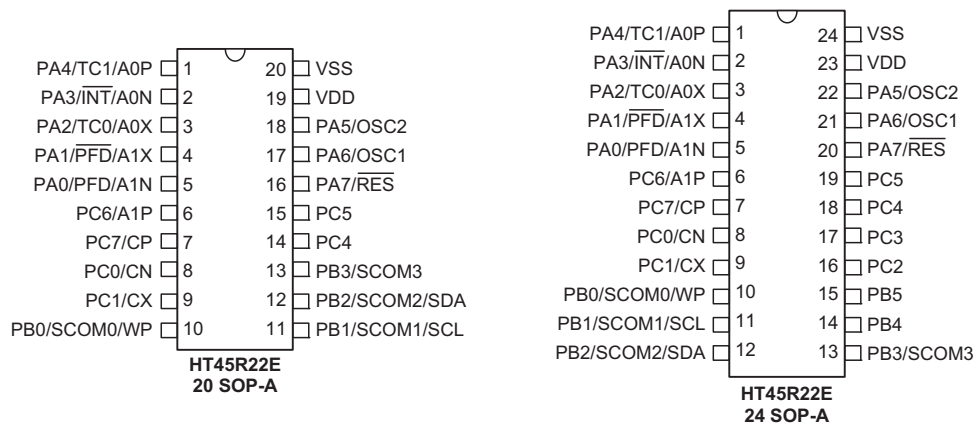 PA4/TC1/A0P 1 20 VSS
PA3/INT/A0N 2 19 VDD
PA2/TC0/A0X 3 18 PA5/OSC2
PA1/PFD/A1X 4 17 PA6/OSC1
PA0/PFD/A1N 5 16 PA7/RES
PC6/A1P 6 15 PC5
PC7/CP 7 14 PC4
PC0/CN 8 13 PB3/SCOM3
PC1/CX 9 12 PB2/SCOM2/SDA
PB0/SCOM0/WP 10 11 PB1/SCOM1/SCL
HT45R22E
20 SOP-A
PA4/TC1/A0P 1 24 VSS
PA3/INT/A0N 2 23 VDD
PA2/TC0/A0X 3 22 PA5/OSC2
PA1/PFD/A1X 4 21 PA6/OSC1
PA0/PFD/A1N 5 20 PA7/RES
PC6/A1P 6 19 PC5
PC7/CP 7 18 PC4
PC0/CN 8 17 PC3
PC1/CX 9 16 PC2
PB0/SCOM0/WP 10 15 PB5
PB1/SCOM1/SCL 11 14 PB4
PB2/SCOM2/SDA 12 13 PB3/SCOM3
HT45R22E
24 SOP-A